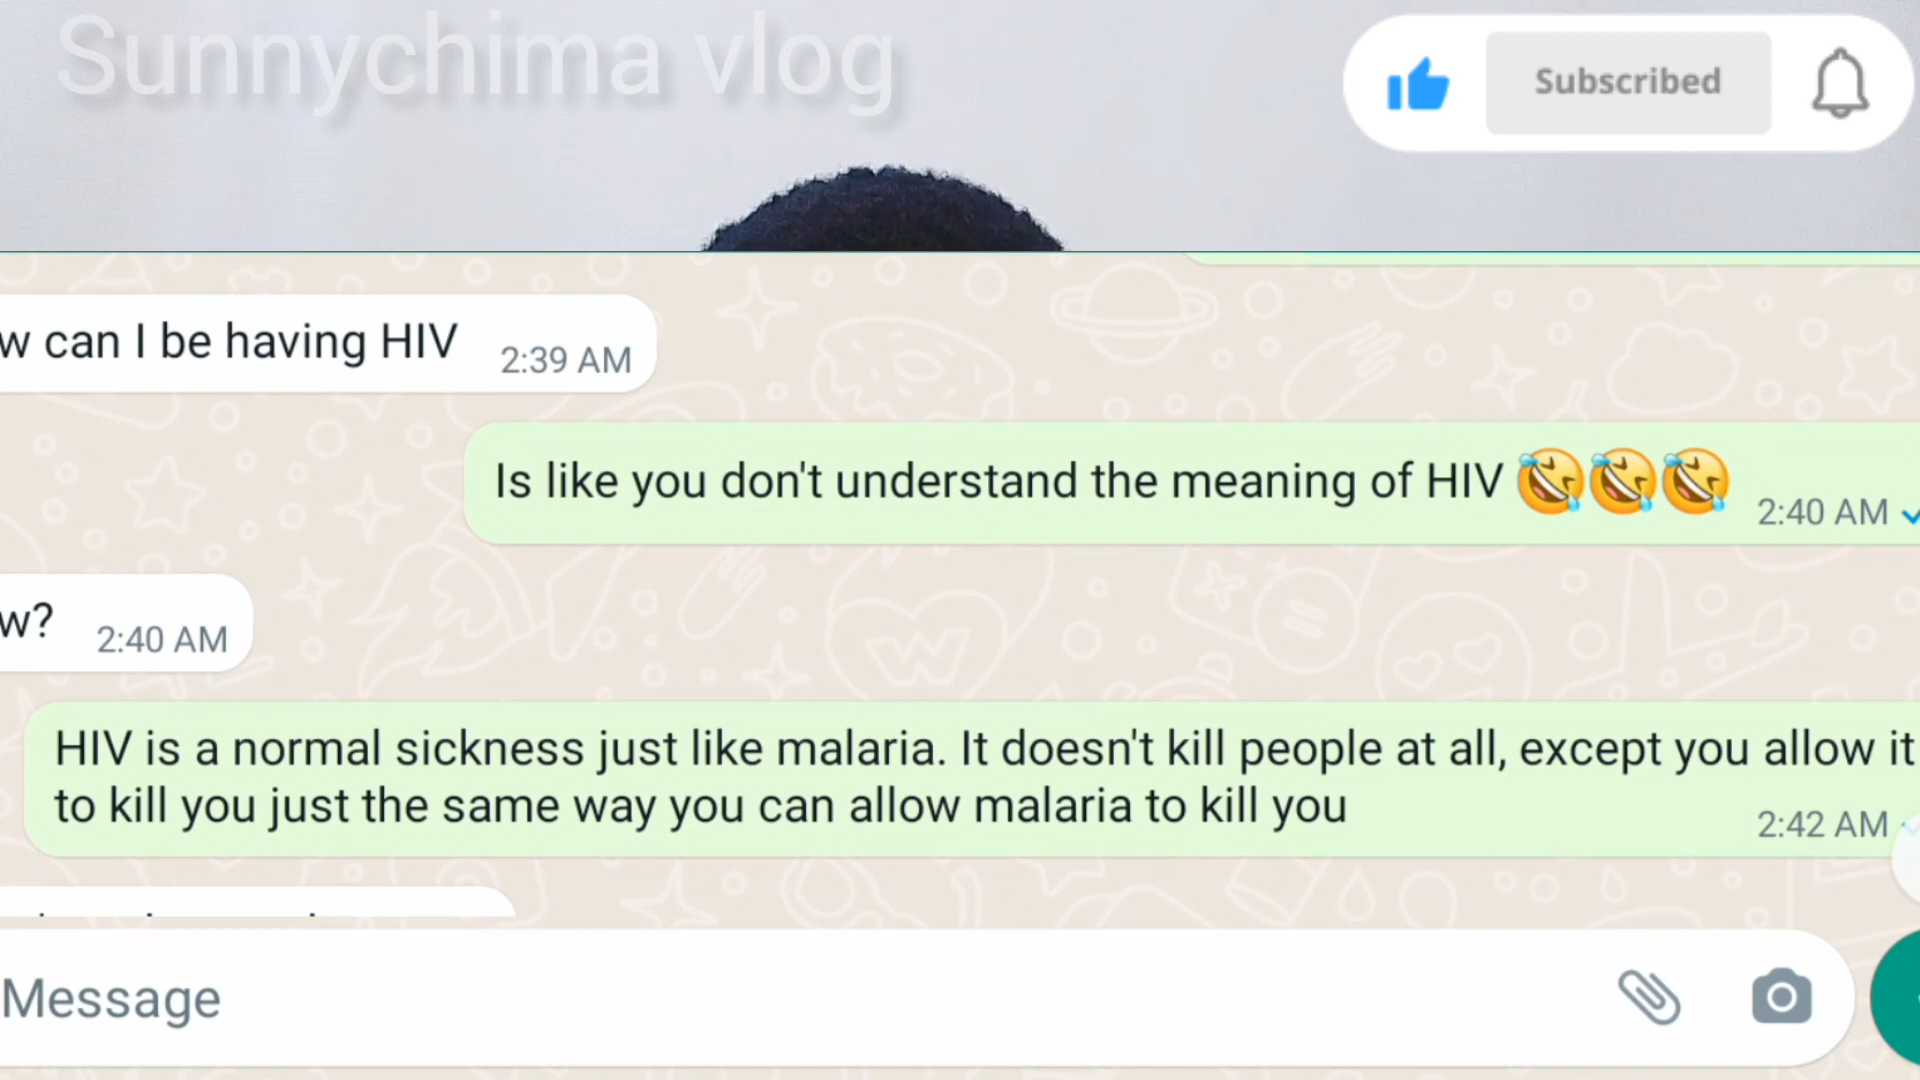 Sunnychima vlog
Subscribed
can I be having HIV
2:39 AM
Is like you don't understand the meaning of HIV 🤣🤣🤣
2:40 AM
2:40 AM
HIV is a normal sickness just like malaria. It doesn't kill people at all, except you allow it
to kill you just the same way you can allow malaria to kill you
2:42 AM
Message